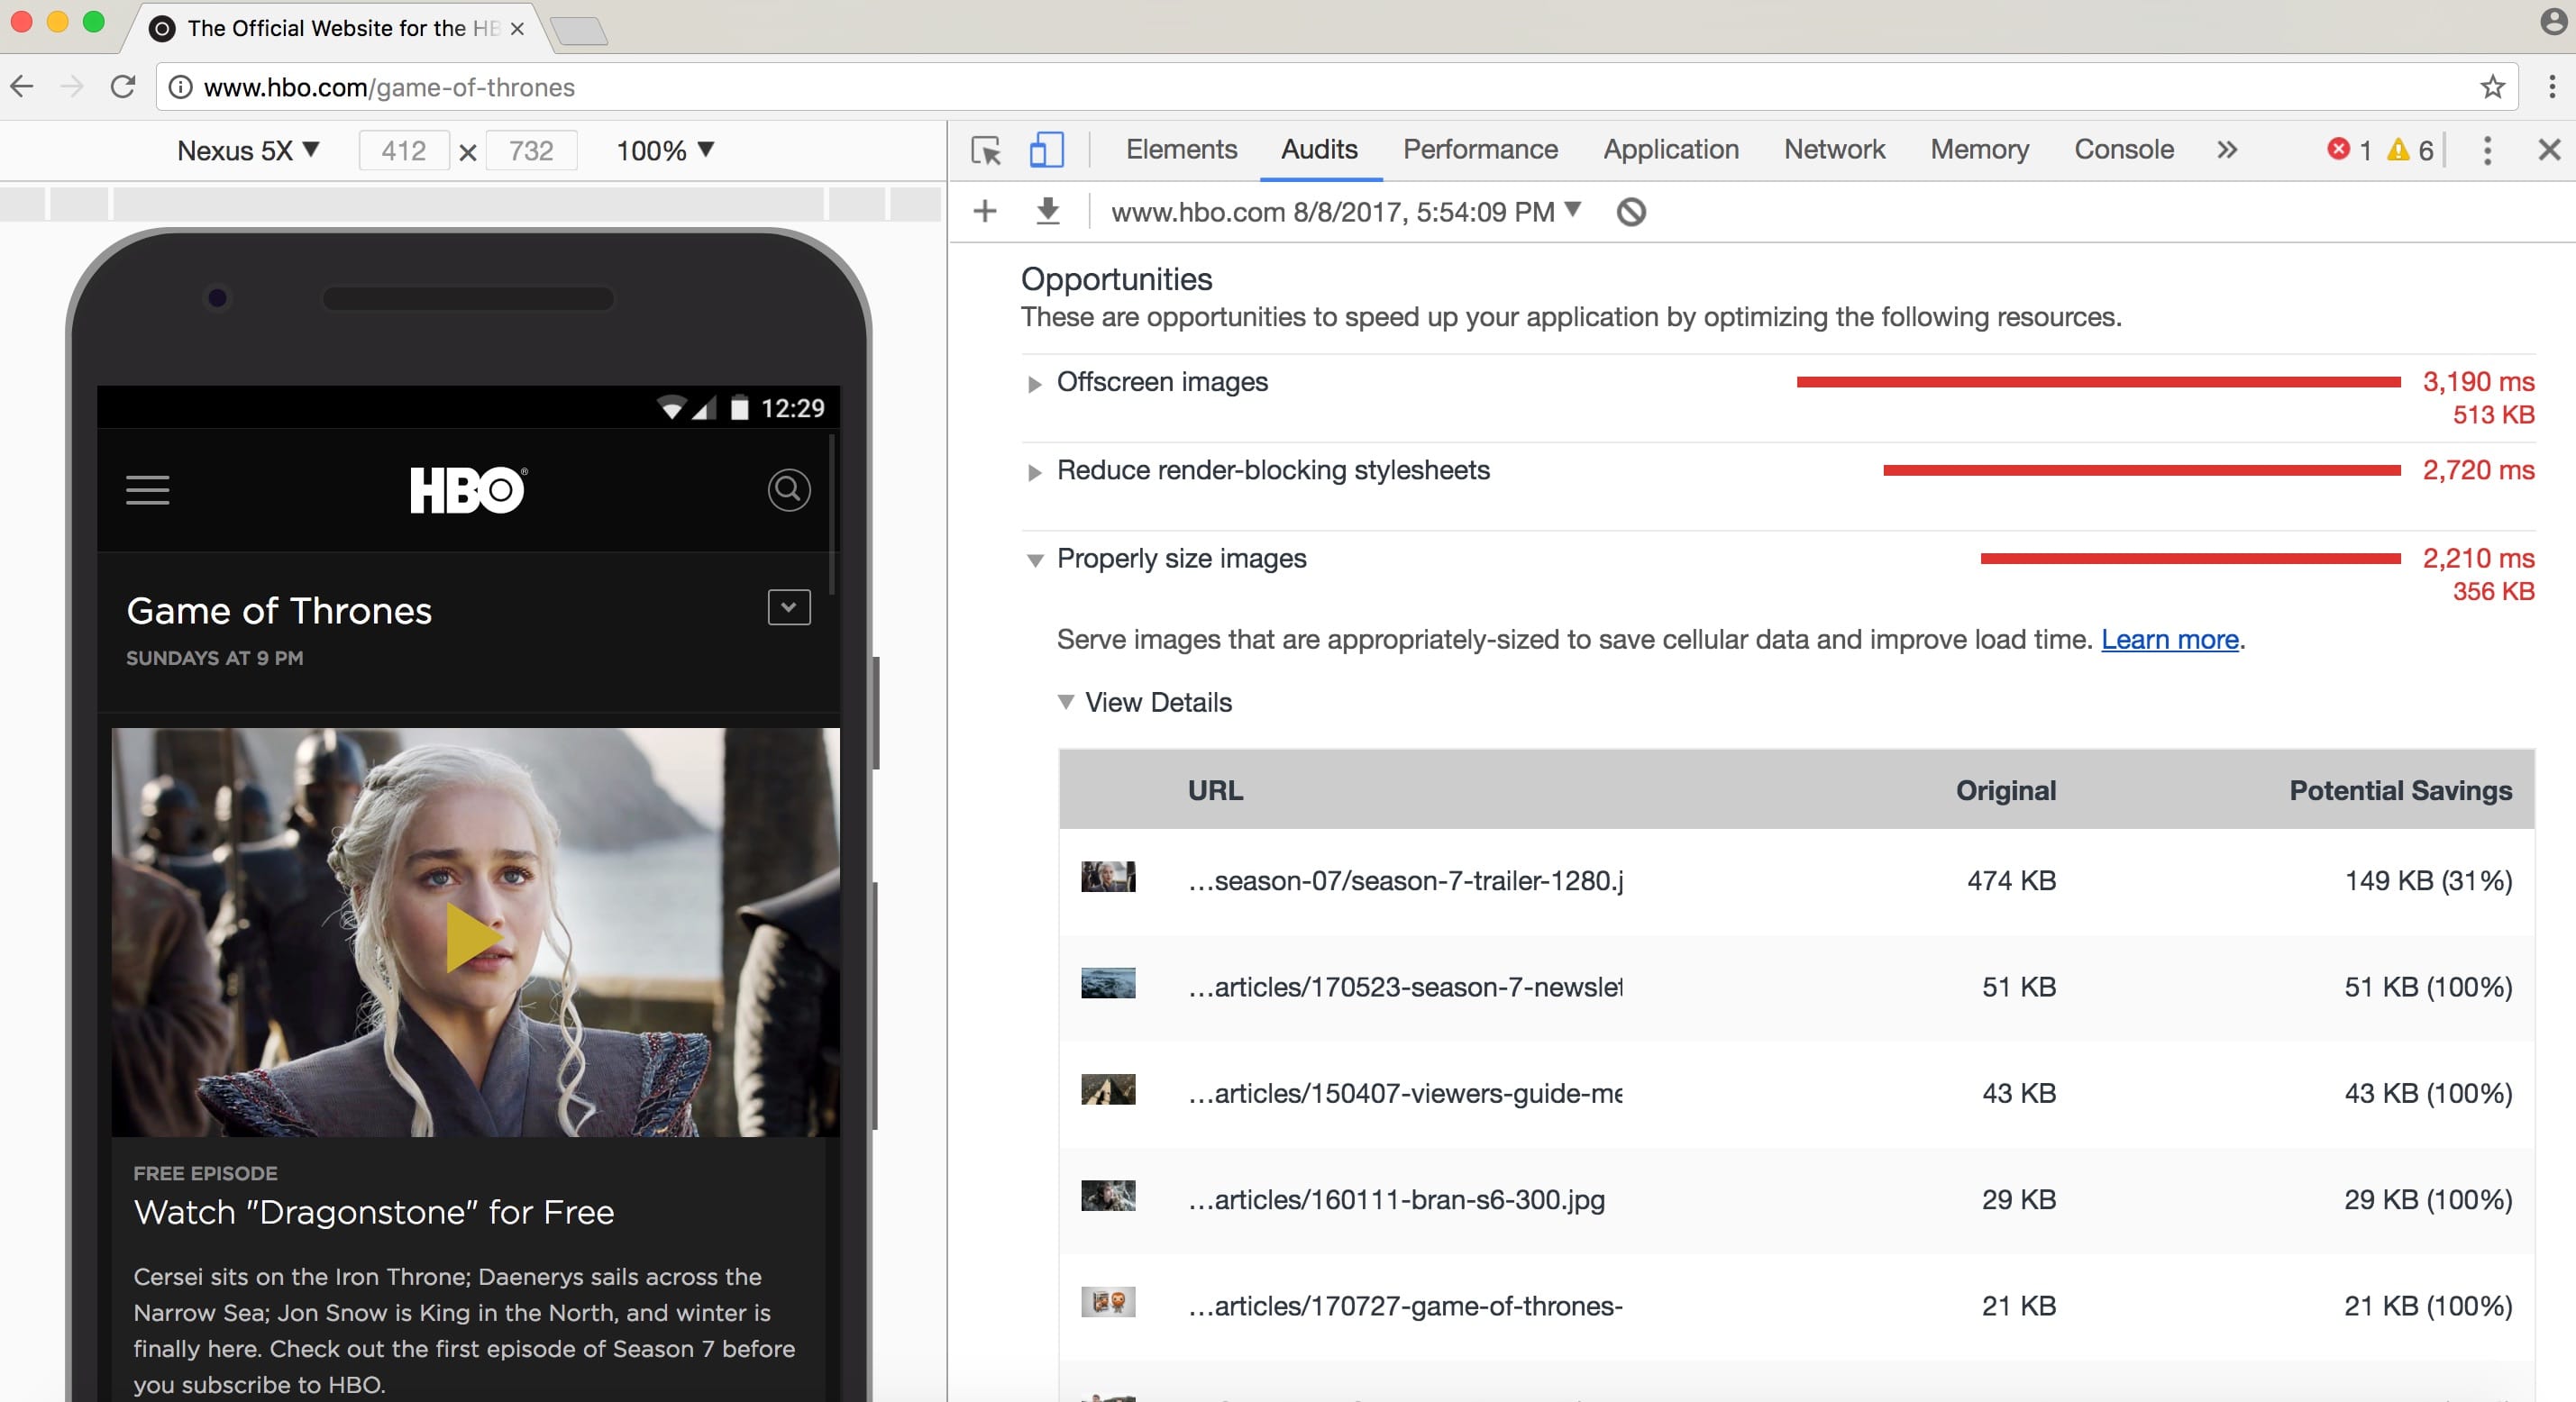 The Official Website for the HB
www.hbo.com/game-of-thrones
Nexus 5X 412 × 732 100%
Elements Audits Performance Application Network Memory Console » 1 6
www.hbo.com 8/8/2017, 5:54:09 PM
12:29
HBO®
Game of Thrones
SUNDAYS AT 9 PM
FREE EPISODE
Watch "Dragonstone" for Free
Cersei sits on the Iron Throne; Daenerys sails across the
Narrow Sea; Jon Snow is King in the North, and winter is
finally here. Check out the first episode of Season 7 before
you subscribe to HBO.
Opportunities
These are opportunities to speed up your application by optimizing the following resources.
Offscreen images 3,190 ms
513 KB
Reduce render-blocking stylesheets 2,720 ms
Properly size images 2,210 ms
356 KB
Serve images that are appropriately-sized to save cellular data and improve load time. Learn more.
View Details
URL Original Potential Savings
…season-07/season-7-trailer-1280.j 474 KB 149 KB (31%)
…articles/170523-season-7-newslet 51 KB 51 KB (100%)
…articles/150407-viewers-guide-me 43 KB 43 KB (100%)
…articles/160111-bran-s6-300.jpg 29 KB 29 KB (100%)
…articles/170727-game-of-thrones- 21 KB 21 KB (100%)